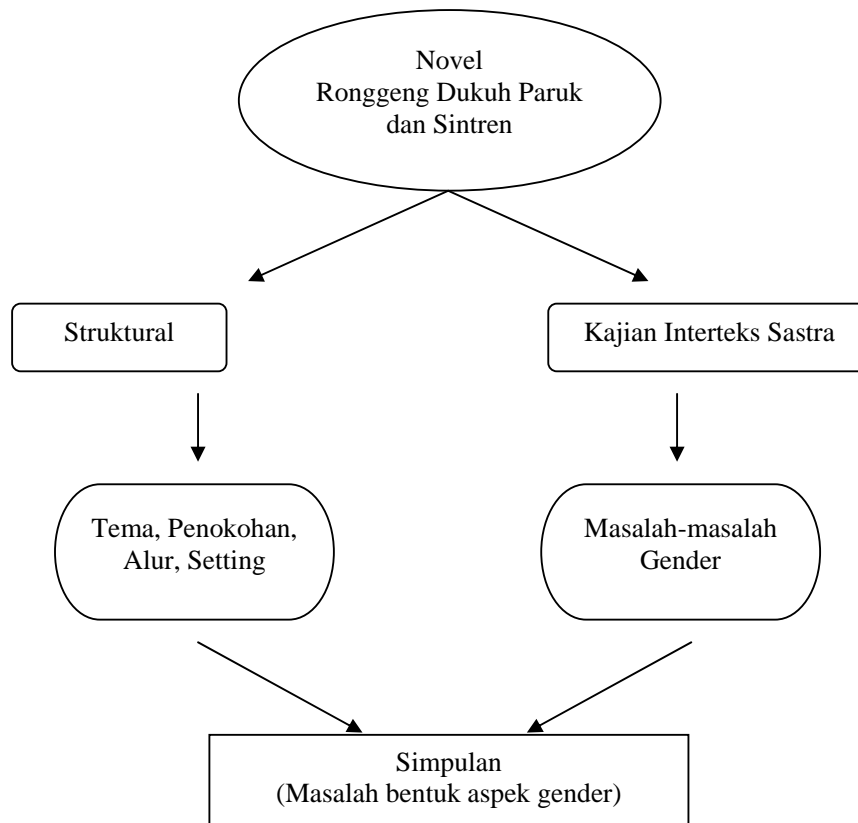 Novel
Ronggeng Dukuh Paruk
dan Sintren
Struktural
Kajian Interteks Sastra
Tema, Penokohan,
Alur, Setting
Masalah-masalah
Gender
Simpulan
(Masalah bentuk aspek gender)